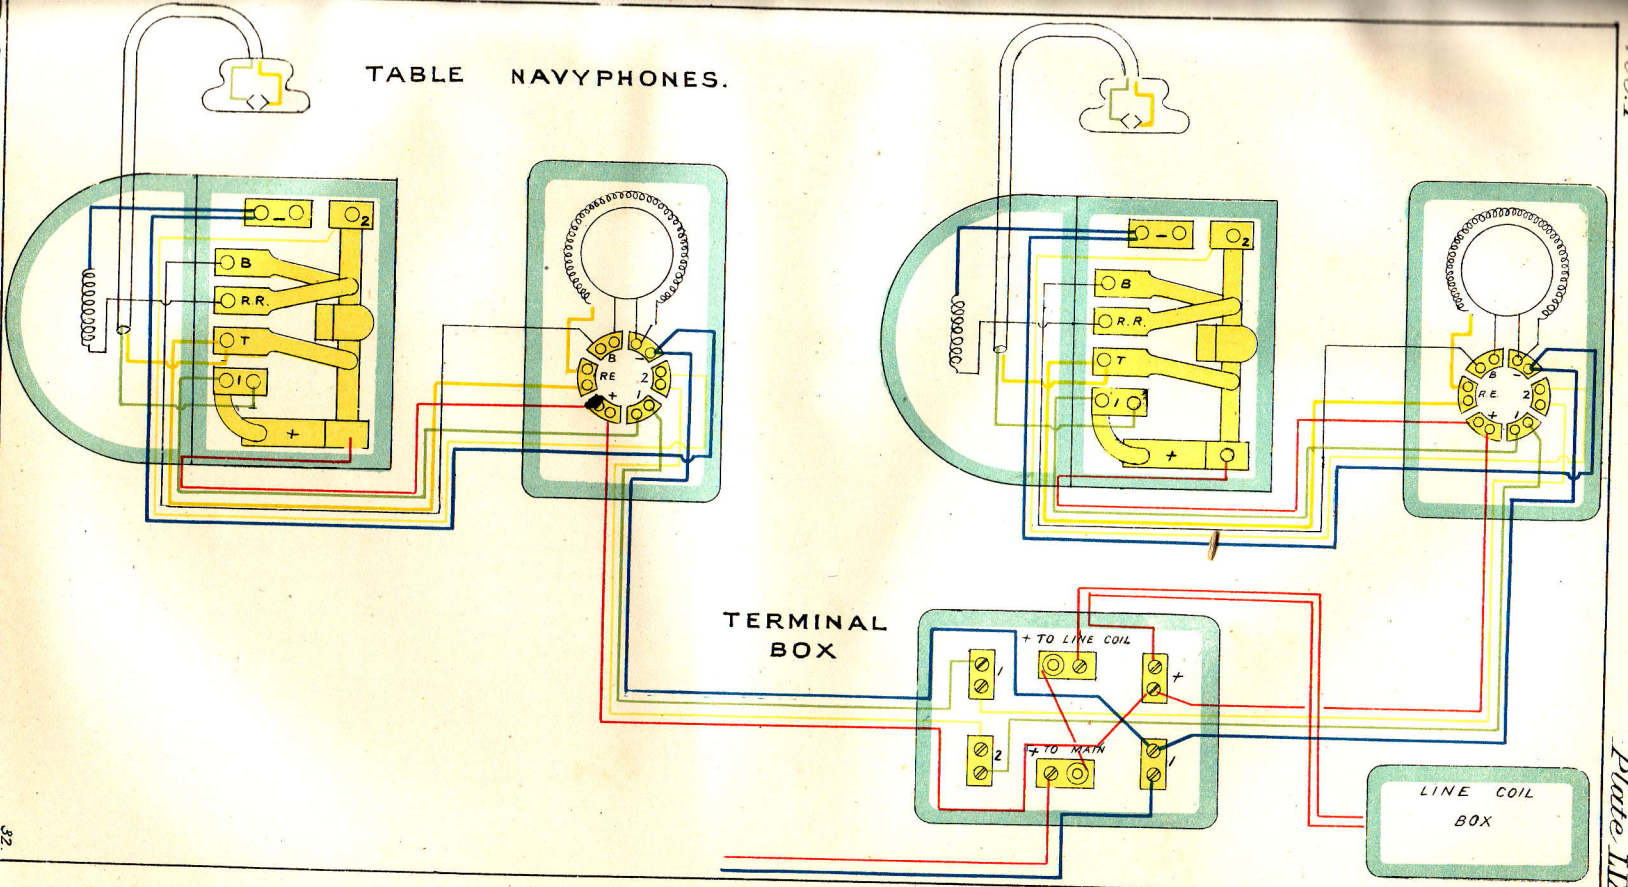 TABLE NAVYPHONES.
– 2
B
R.R.
T
1
+
B –
RE 2
+ 1
– 2
B
R.R.
T
1
+
B –
R.E. 2
+ 1
TERMINAL
BOX
+ TO LINE COIL
1 +
+ TO MAIN
2 1
LINE COIL
BOX
Plate
32.